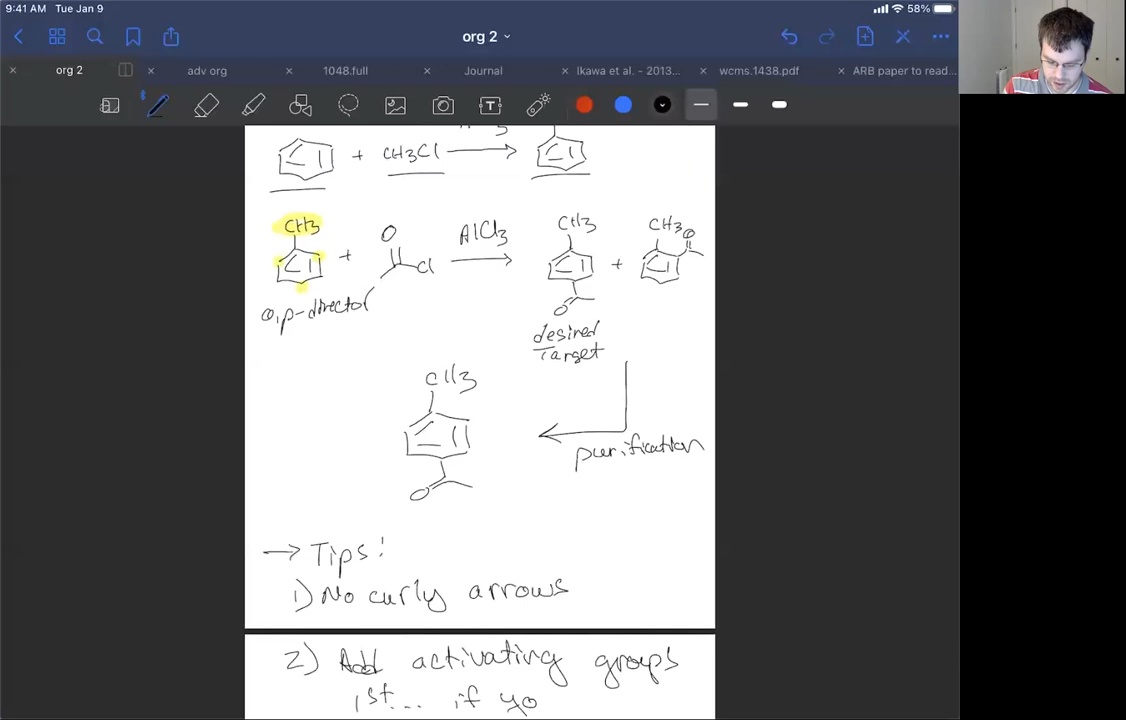 9:41 AM Tue Jan 9
58%
org 2
org 2
adv org
1048.full
Journal
Ikawa et al. - 2013...
wcms.1438.pdf
ARB paper to read...
T
+ CH3Cl
CH3
+
O
Cl
AlCl3
CH3
O
+
CH3
O
o,p-director
desired
Target
CH3
O
purification
→ Tips!
1) No curly arrows
2) Add activating groups
1st... if yo